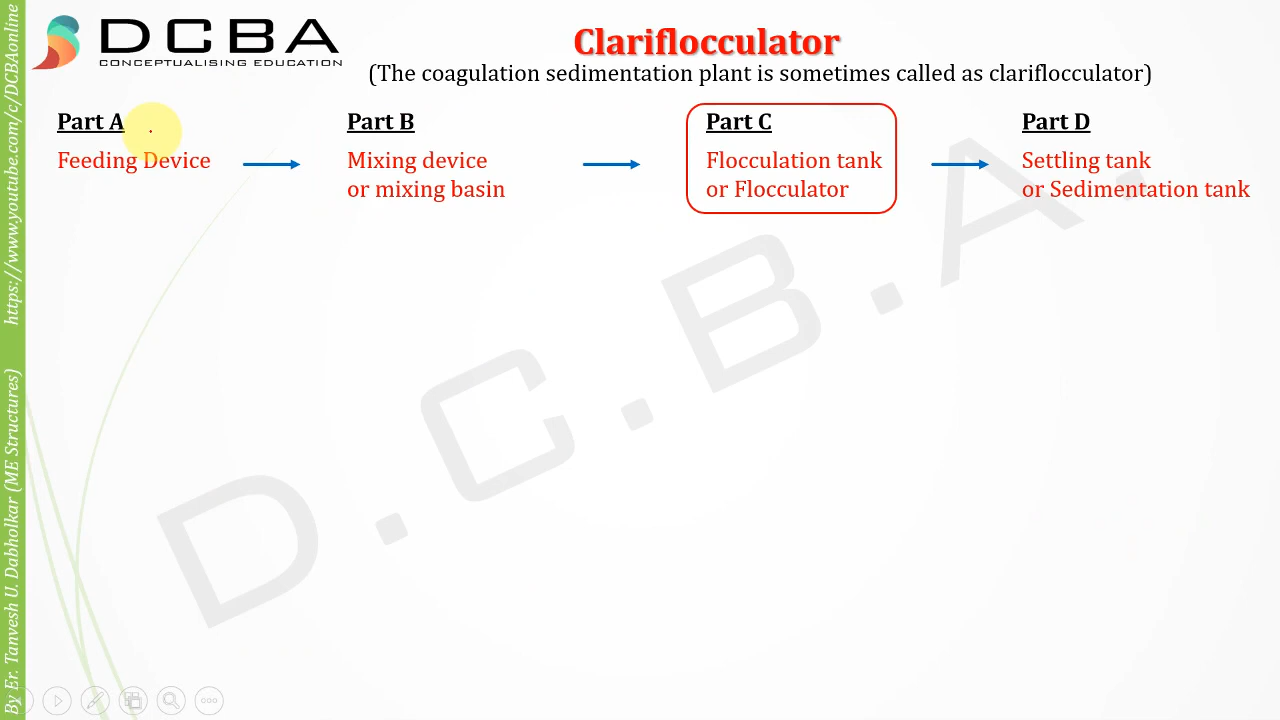 DCBA
CONCEPTUALISING EDUCATION
Clariflocculator
(The coagulation sedimentation plant is sometimes called as clariflocculator)
Part A
Feeding Device
Part B
Mixing device
or mixing basin
Part C
Flocculation tank
or Flocculator
Part D
Settling tank
or Sedimentation tank
D.C.B.A.
By Er. Tanvesh U. Dabholkar (ME Structures) https://www.youtube.com/c/DCBAonline